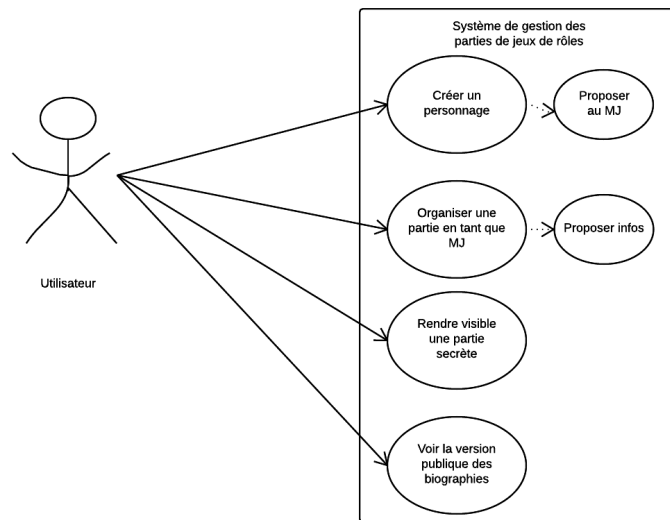 Système de gestion des
parties de jeux de rôles
Créer un
personnage
Proposer
au MJ
Organiser une
partie en tant que
MJ
Proposer infos
Utilisateur
Rendre visible
une partie
secrète
Voir la version
publique des
biographies